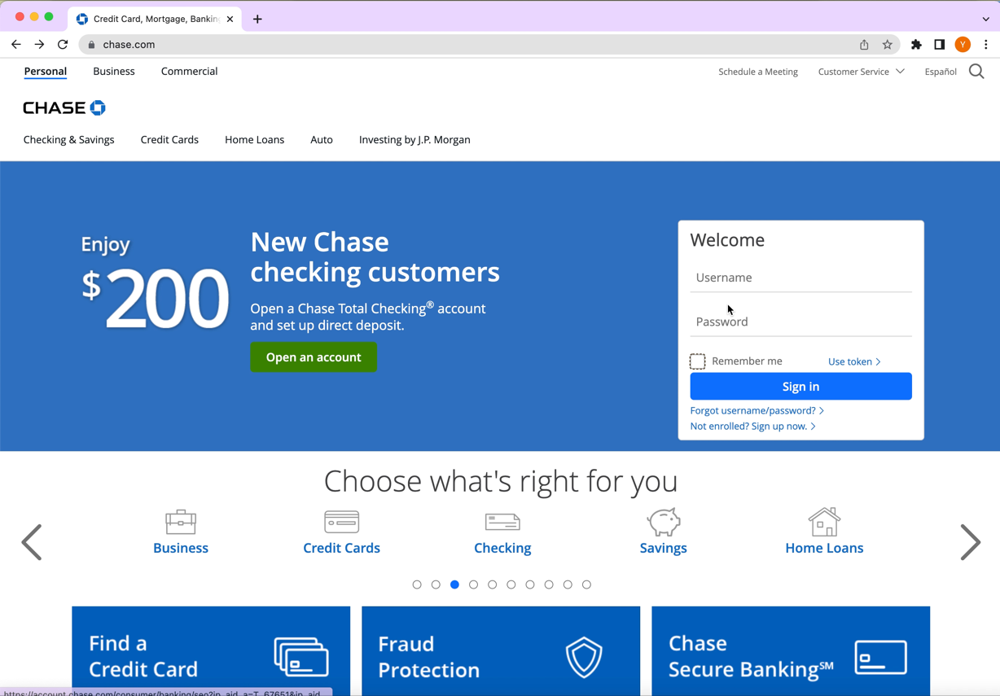 Credit Card, Mortgage, Banking
chase.com
Y
Personal
Business
Commercial
Schedule a Meeting
Customer Service
Español
CHASE
Checking & Savings
Credit Cards
Home Loans
Auto
Investing by J.P. Morgan
Enjoy
$200
New Chase
checking customers
Open a Chase Total Checking® account
and set up direct deposit.
Open an account
Welcome
Username
Password
Remember me
Use token
Sign in
Forgot username/password?
Not enrolled? Sign up now.
Choose what's right for you
Business
Credit Cards
Checking
Savings
Home Loans
Find a
Credit Card
Fraud
Protection
Chase
Secure Banking℠
https://account.chase.com/consumer/banking/seo?jp_aid_a=T_67651&jp_aid